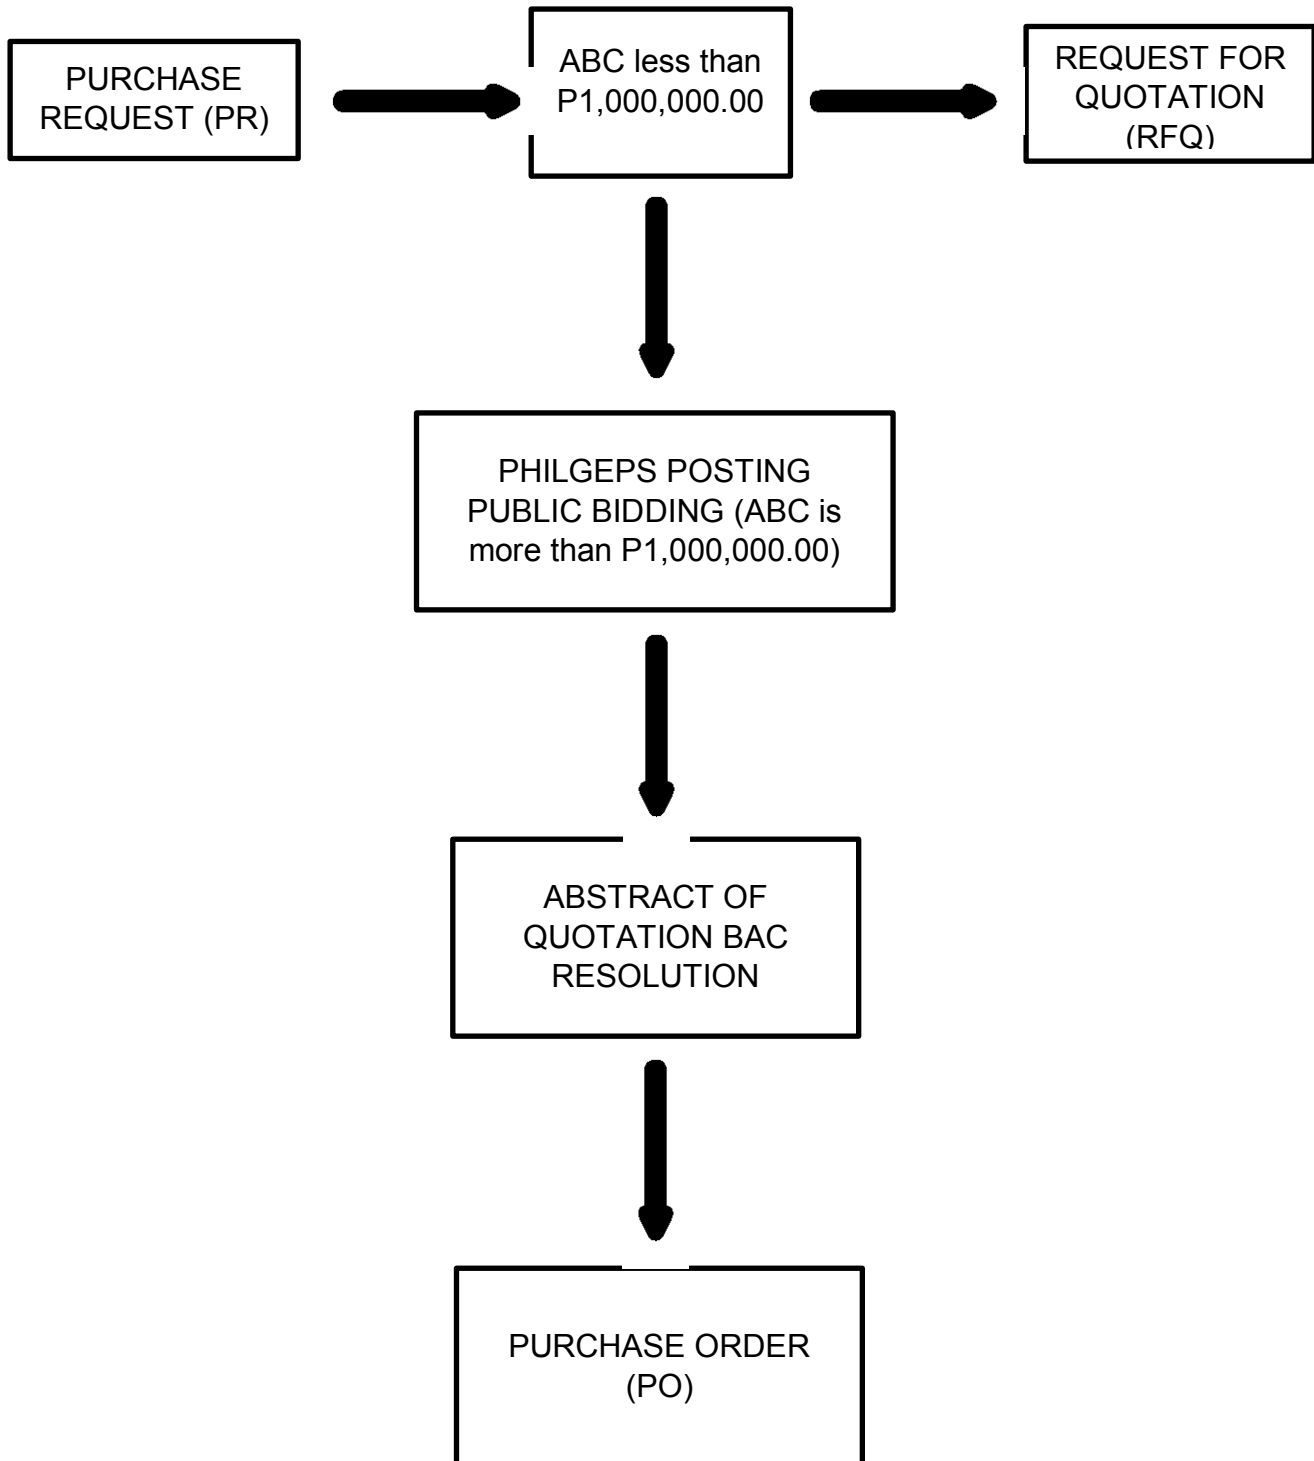 PURCHASE
REQUEST (PR)
ABC less than
P1,000,000.00
REQUEST FOR
QUOTATION
(RFQ)
PHILGEPS POSTING
PUBLIC BIDDING (ABC is
more than P1,000,000.00)
ABSTRACT OF
QUOTATION BAC
RESOLUTION
PURCHASE ORDER
(PO)